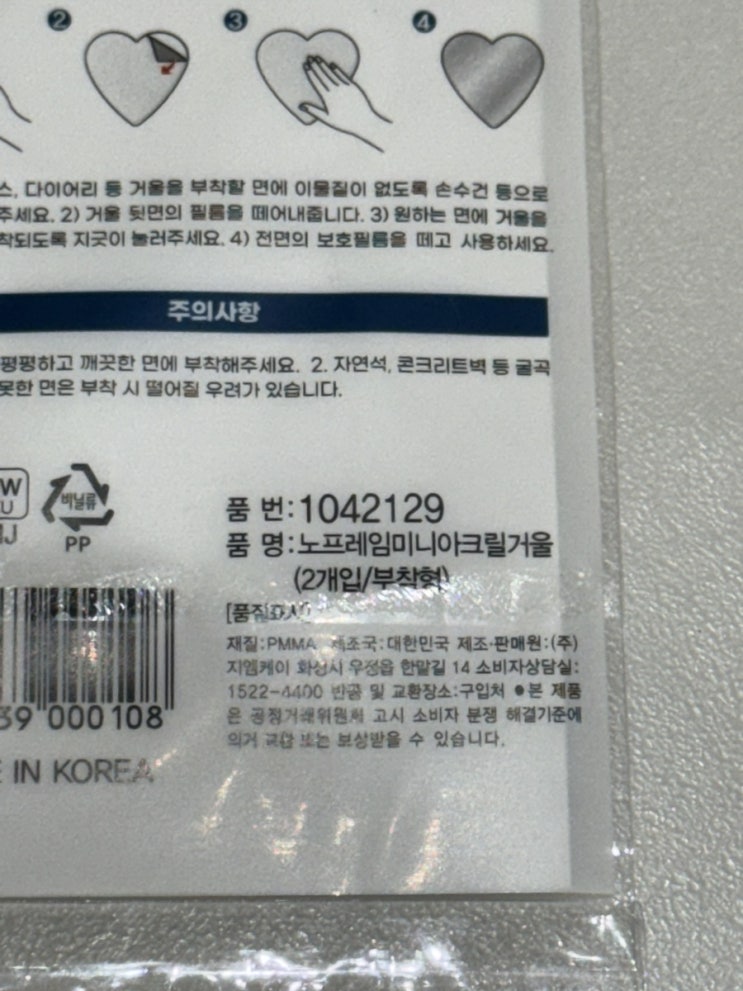 2 3 4
스, 다이어리 등 거울을 부착할 면에 이물질이 없도록 손수건 등으로
주세요. 2) 거울 뒷면의 필름을 떼어내줍니다. 3) 원하는 면에 거울을
착되도록 지긋이 눌러주세요. 4) 전면의 보호필름을 떼고 사용하세요.
주의사항
평평하고 깨끗한 면에 부착해주세요. 2. 자연석, 콘크리트벽 등 굴곡
못한 면은 부착 시 떨어질 우려가 있습니다.
W
U
비닐류
PP
품 번:1042129
품 명:노프레임미니아크릴거울
(2개입/부착형)
[품질표시]
재질:PMMA 제조국:대한민국 제조·판매원:(주)
지엠케이 화성시 우정읍 한말길 14 소비자상담실:
1522-4400 반품 및 교환장소:구입처 ●본 제품
은 공정거래위원회 고시 소비자 분쟁 해결기준에
의거 교환 또는 보상받을 수 있습니다.
39 000108
E IN KOREA